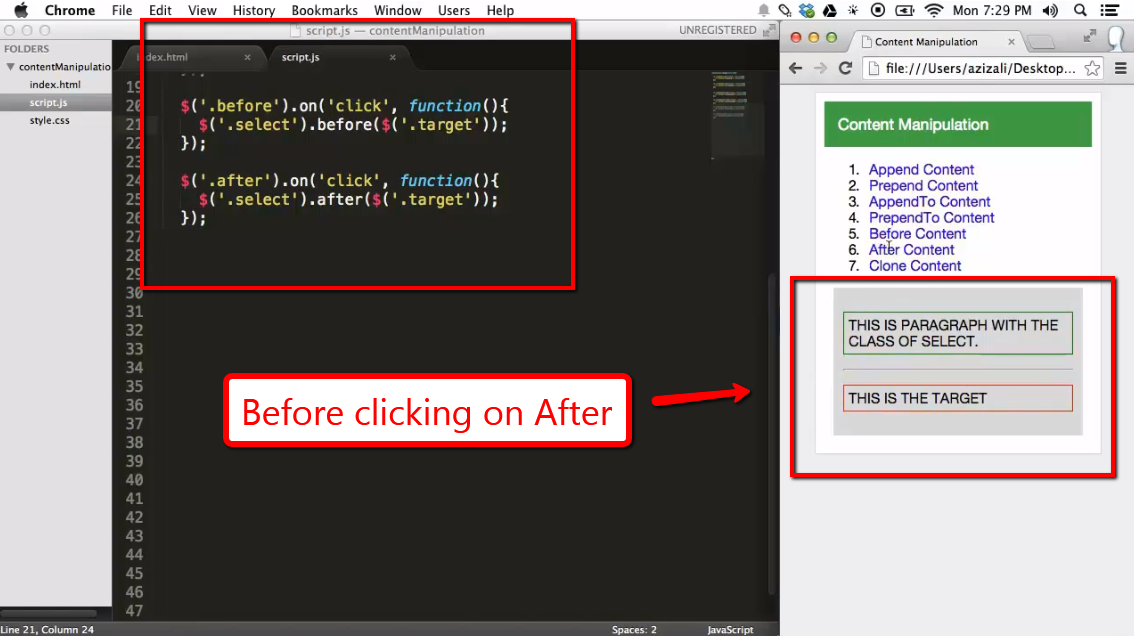 Chrome File Edit View History Bookmarks Window Users Help Mon 7:29 PM
script.js — contentManipulation UNREGISTERED
FOLDERS
contentManipulatio
index.html
script.js
style.css
index.html × script.js ×
19 });
20 $('.before').on('click', function(){
21 $('.select').before($('.target'));
22 });
23
24 $('.after').on('click', function(){
25 $('.select').after($('.target'));
26 });
27
28
29
30
31
32
33
34
35
36
37
38
39
40
41
42
43
44
45
46
47
Before clicking on After
Line 21, Column 24 Spaces: 2 JavaScript
Content Manipulation ×
file:///Users/azizali/Desktop...
Content Manipulation
1. Append Content
2. Prepend Content
3. AppendTo Content
4. PrependTo Content
5. Before Content
6. After Content
7. Clone Content
THIS IS PARAGRAPH WITH THE
CLASS OF SELECT.
THIS IS THE TARGET